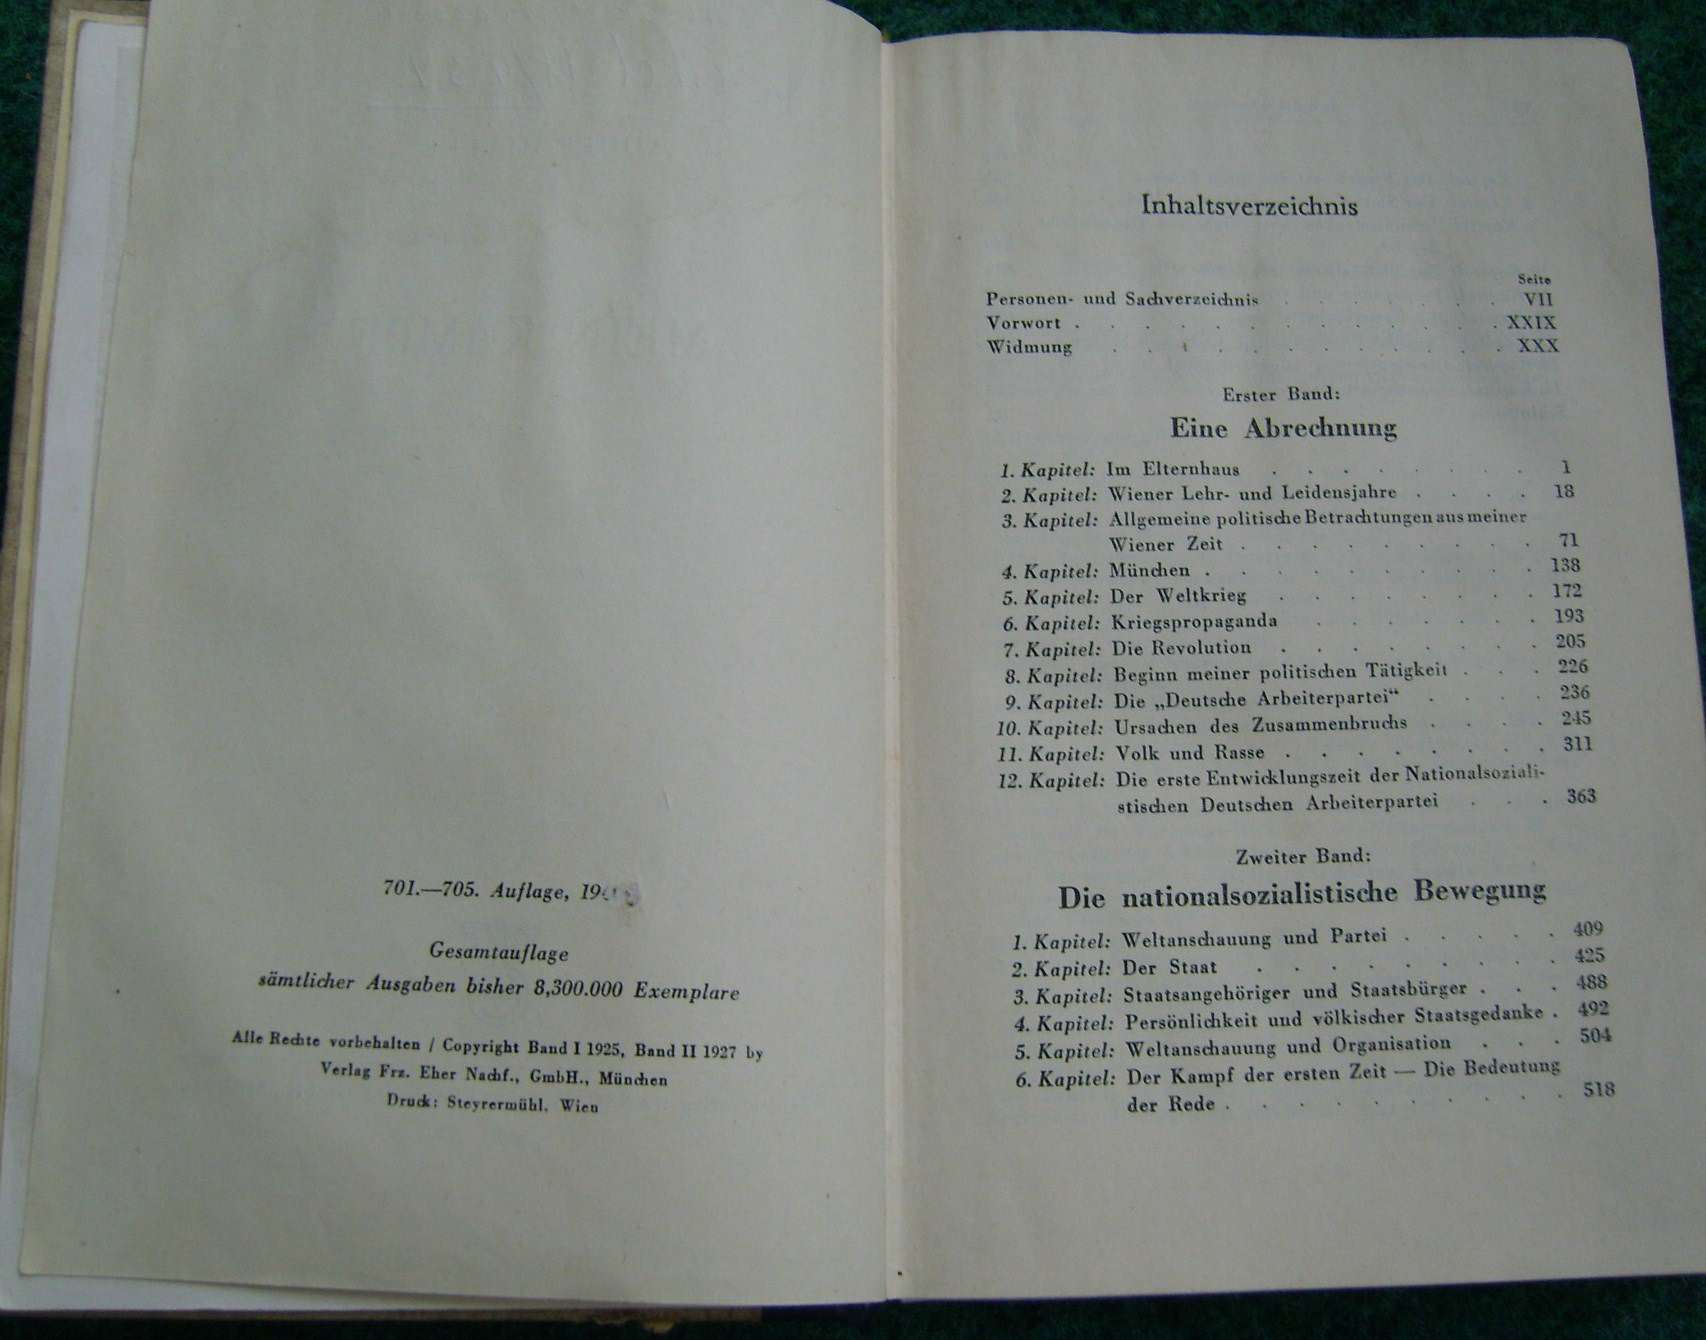 701.—705. Auflage, 19
Gesamtauflage
sämtlicher Ausgaben bisher 8,300.000 Exemplare
Alle Rechte vorbehalten / Copyright Band I 1925, Band II 1927 by
Verlag Frz. Eher Nachf., GmbH., München
Druck: Steyrermühl, Wien
Inhaltsverzeichnis
Seite
Personen- und Sachverzeichnis . . . . . . . VII
Vorwort . . . . . . . . . . . . . XXIX
Widmung . . . . . . . . . . . . XXX
Erster Band:
Eine Abrechnung
1. Kapitel: Im Elternhaus . . . . . . . . 1
2. Kapitel: Wiener Lehr- und Leidensjahre . . . . 18
3. Kapitel: Allgemeine politische Betrachtungen aus meiner
Wiener Zeit . . . . . . . . . 71
4. Kapitel: München . . . . . . . . . . 138
5. Kapitel: Der Weltkrieg . . . . . . . . 172
6. Kapitel: Kriegspropaganda . . . . . . . 193
7. Kapitel: Die Revolution . . . . . . . . 205
8. Kapitel: Beginn meiner politischen Tätigkeit . . . 226
9. Kapitel: Die „Deutsche Arbeiterpartei“ . . . . 236
10. Kapitel: Ursachen des Zusammenbruchs . . . . 245
11. Kapitel: Volk und Rasse . . . . . . . . 311
12. Kapitel: Die erste Entwicklungszeit der Nationalsoziali-
stischen Deutschen Arbeiterpartei . . . 363
Zweiter Band:
Die nationalsozialistische Bewegung
1. Kapitel: Weltanschauung und Partei . . . . . 409
2. Kapitel: Der Staat . . . . . . . . . 425
3. Kapitel: Staatsangehöriger und Staatsbürger . . . 488
4. Kapitel: Persönlichkeit und völkischer Staatsgedanke . 492
5. Kapitel: Weltanschauung und Organisation . . . 504
6. Kapitel: Der Kampf der ersten Zeit — Die Bedeutung
der Rede . . . . . . . . . . 518